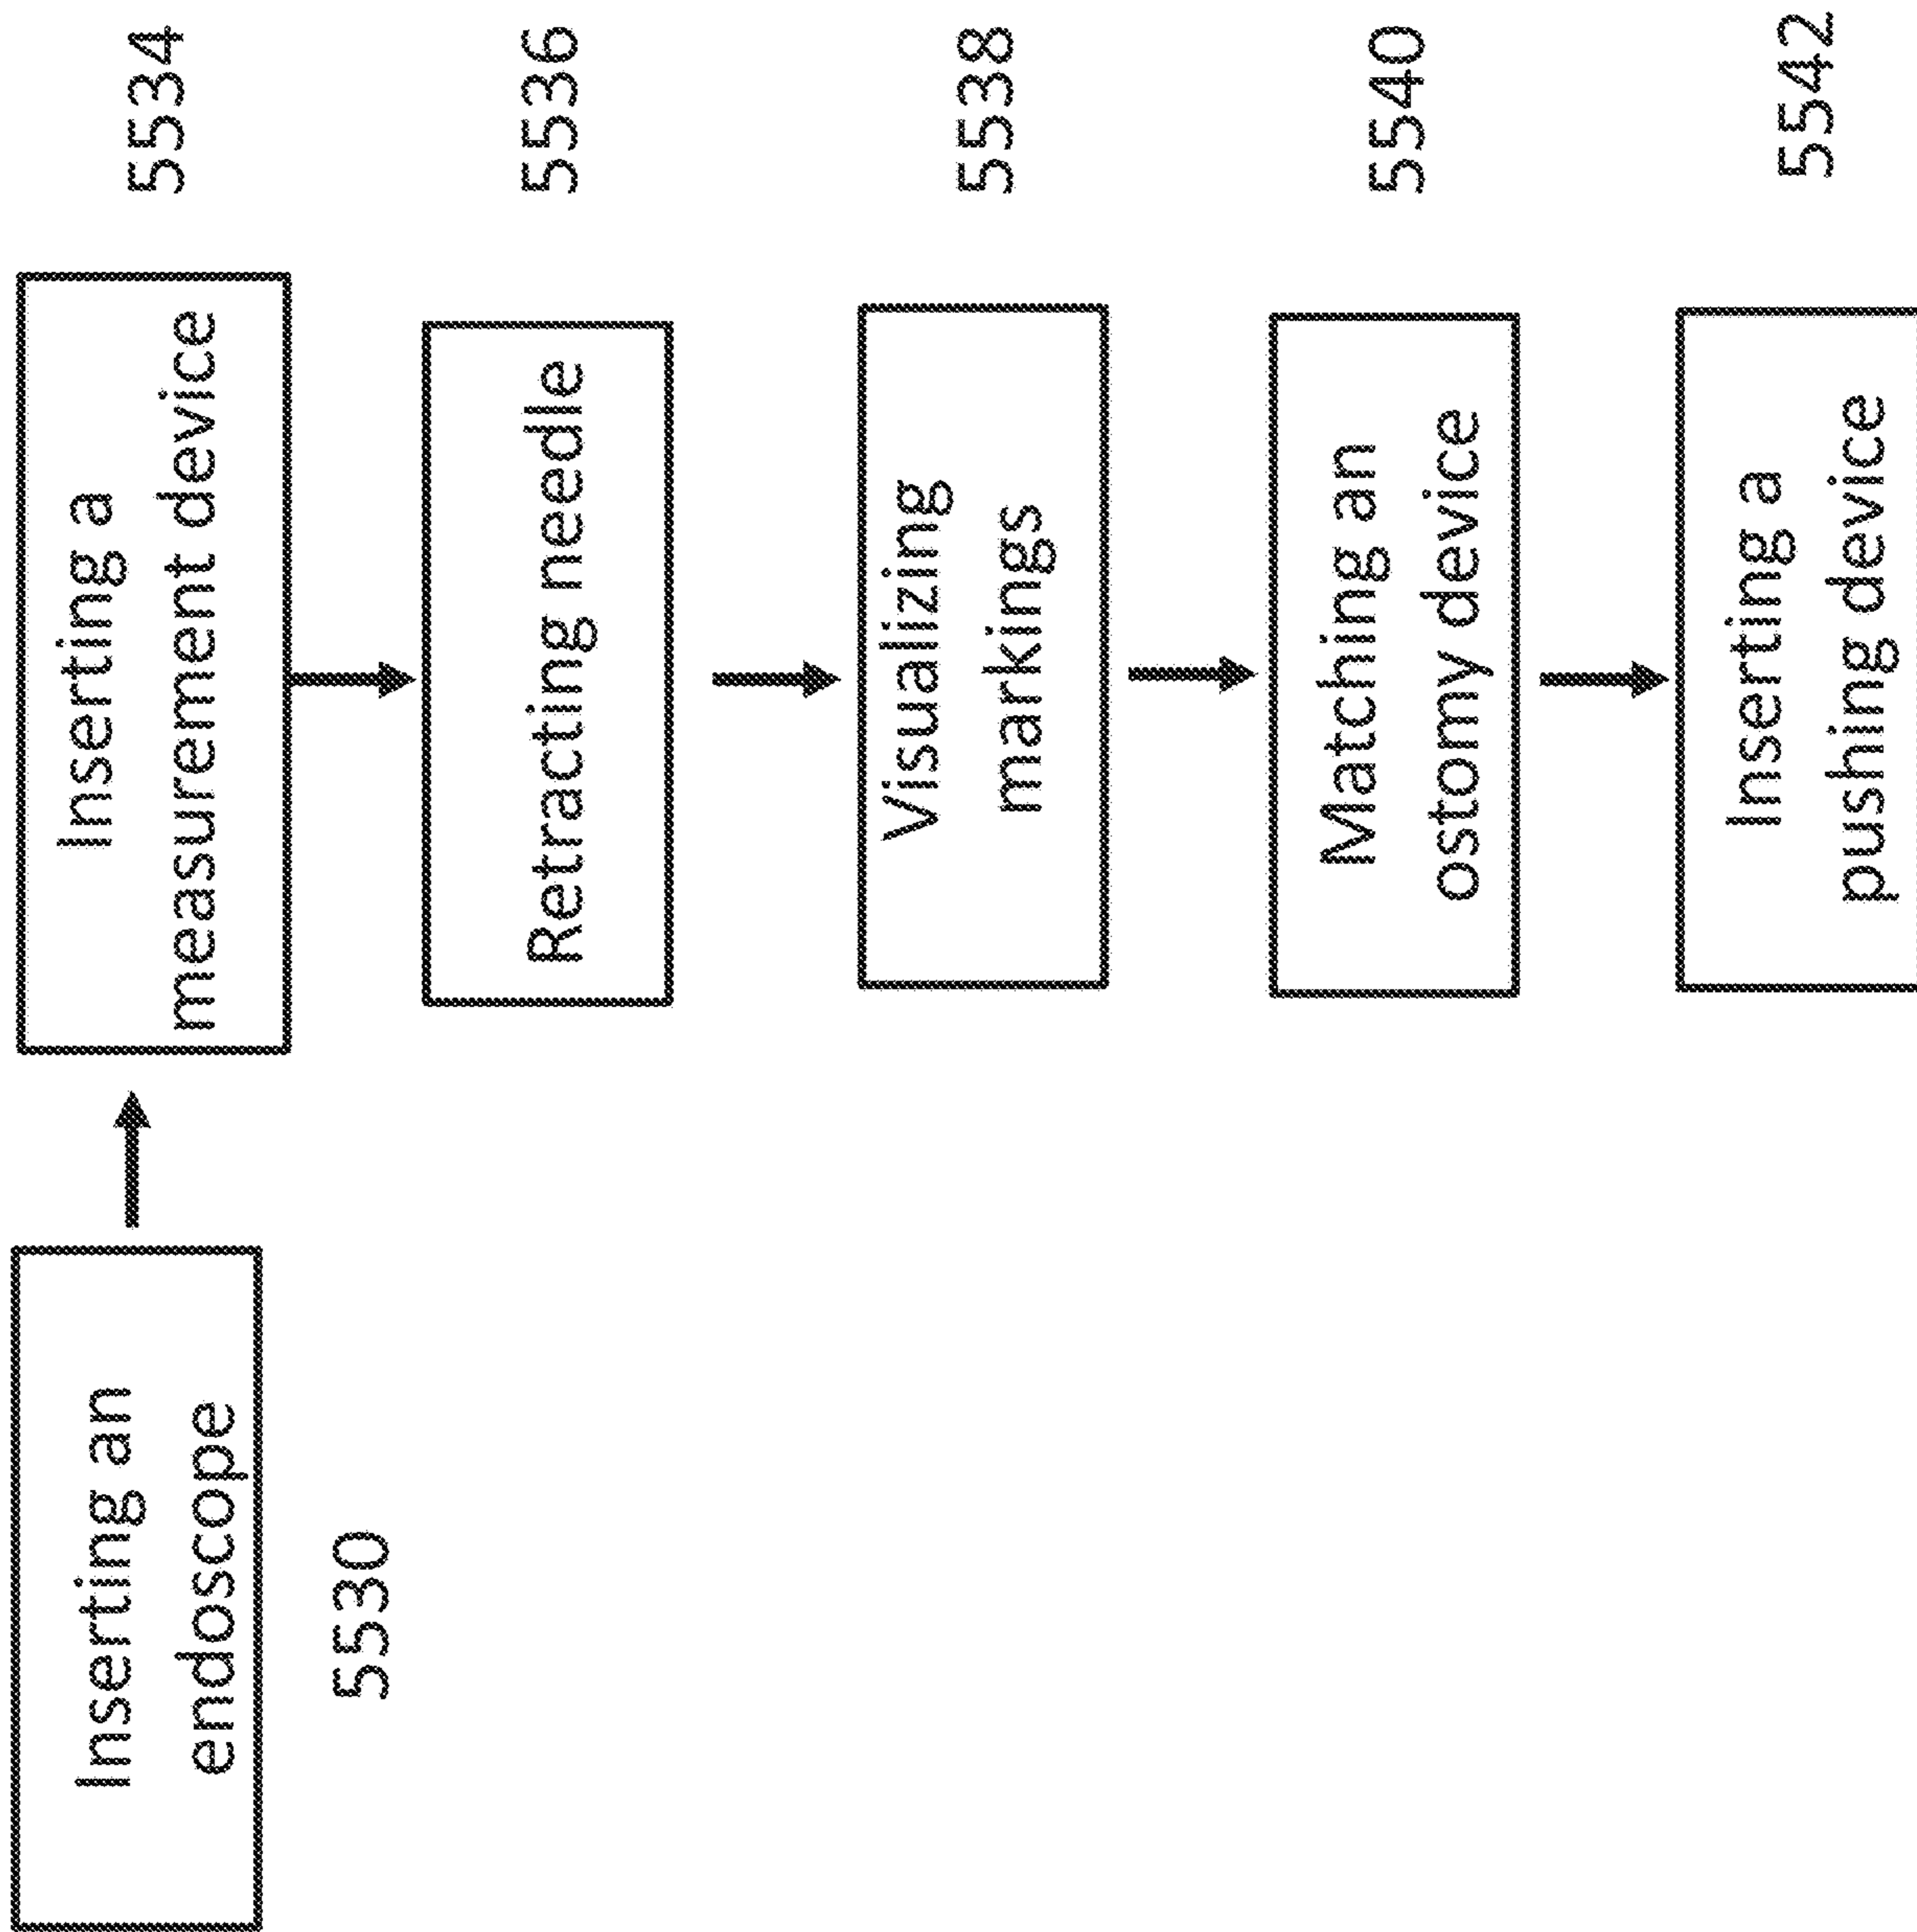 Inserting an
endoscope
5530
Inserting a
measurement device
5534
Retracting needle
5536
Visualizing
markings
5538
Matching an
ostomy device
5540
Inserting a
pushing device
5542